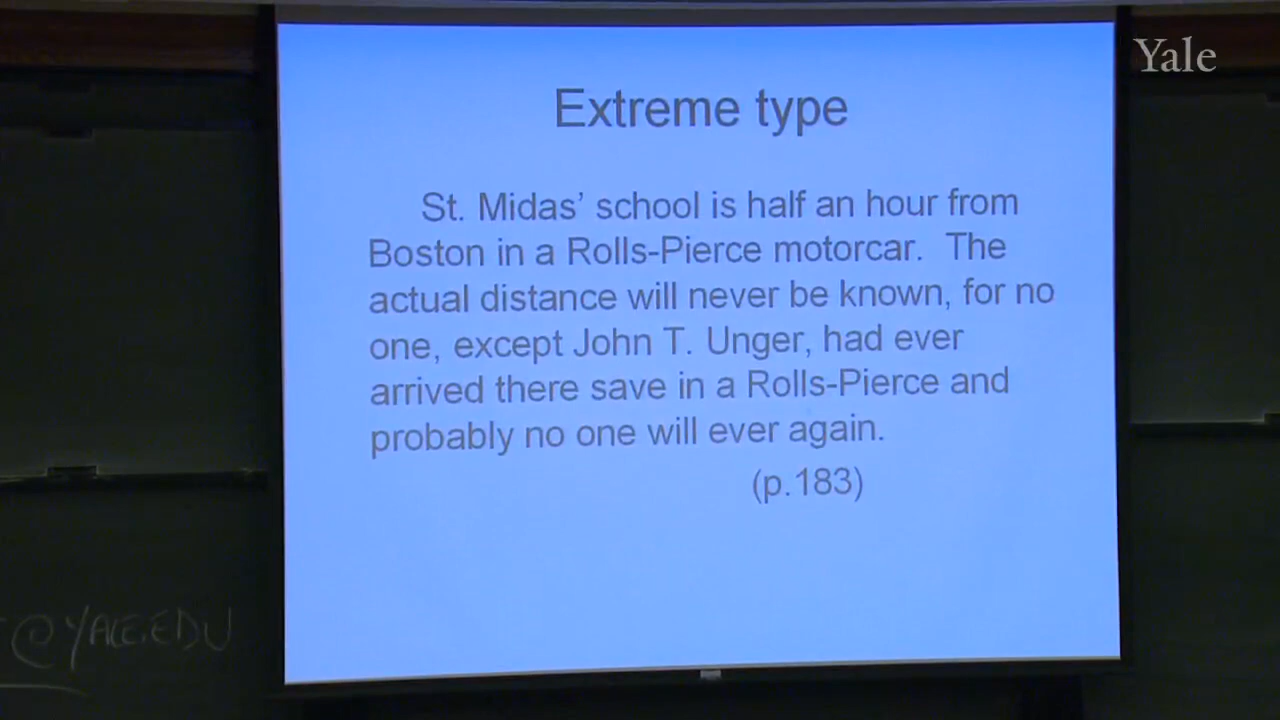 Yale
Extreme type
St. Midas’ school is half an hour from
Boston in a Rolls-Pierce motorcar. The
actual distance will never be known, for no
one, except John T. Unger, had ever
arrived there save in a Rolls-Pierce and
probably no one will ever again.
(p.183)
@YALE.EDU